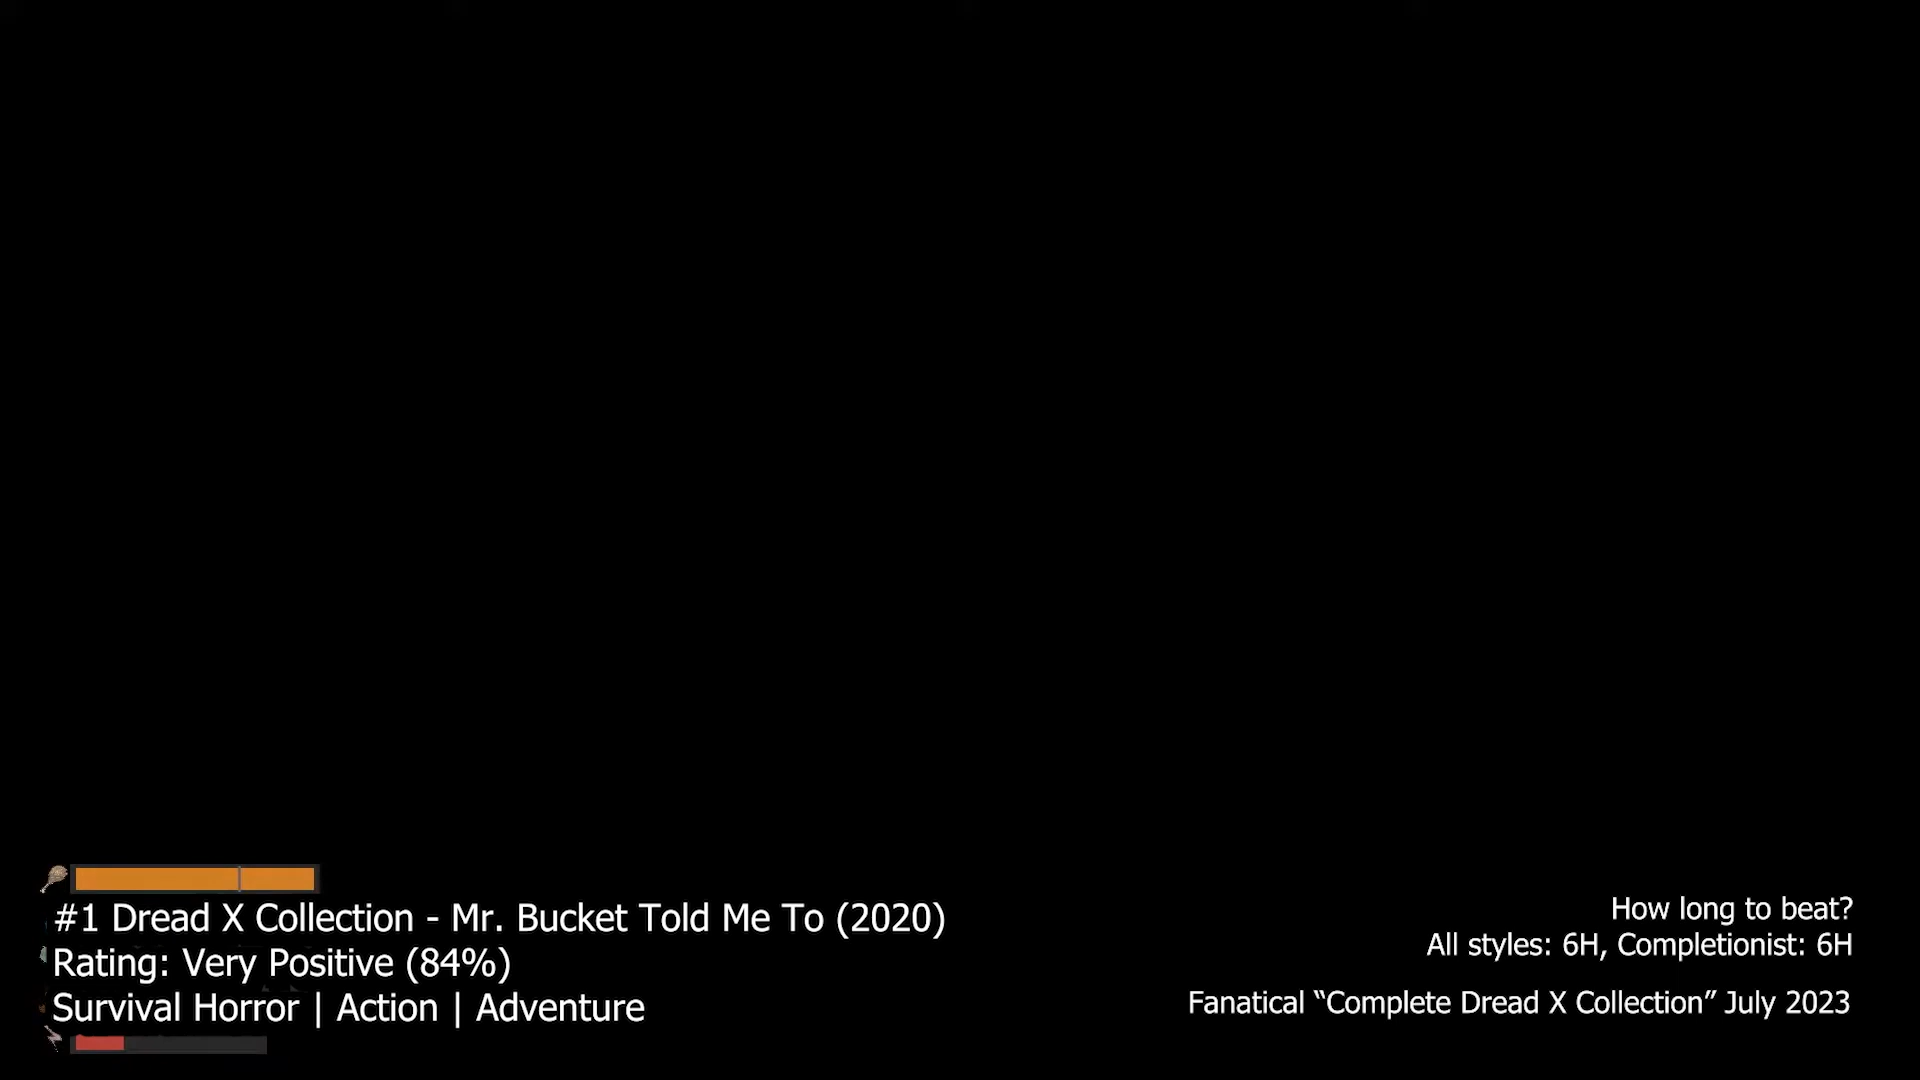 #1 Dread X Collection - Mr. Bucket Told Me To (2020)
Rating: Very Positive (84%)
Survival Horror | Action | Adventure
How long to beat?
All styles: 6H, Completionist: 6H
Fanatical “Complete Dread X Collection” July 2023